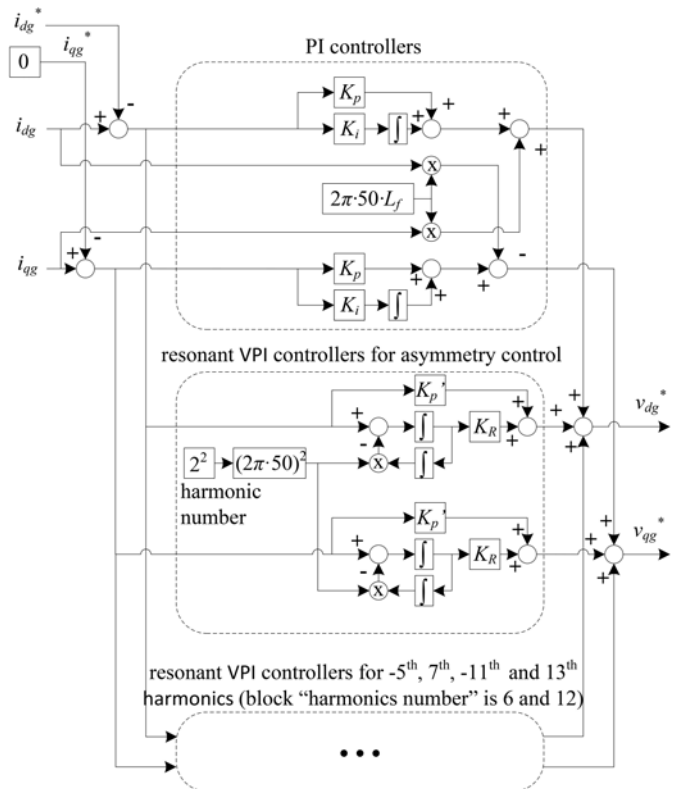 i_dg*
i_qg*
0
PI controllers
K_p
+
-
+
+
+
i_dg
K_i
∫
+
+
x
2π·50·L_f
-
x
+
-
i_qg
K_p
+
+
+
K_i
∫
resonant VPI controllers for asymmetry control
K_p'
+
+
v_dg*
+
∫
K_R
+
+
+
-
2²
(2π·50)²
x
∫
harmonic
number
K_p'
+
+
v_qg*
+
∫
K_R
+
+
+
-
x
∫
resonant VPI controllers for -5th, 7th, -11th and 13th
harmonics (block “harmonics number” is 6 and 12)
•••